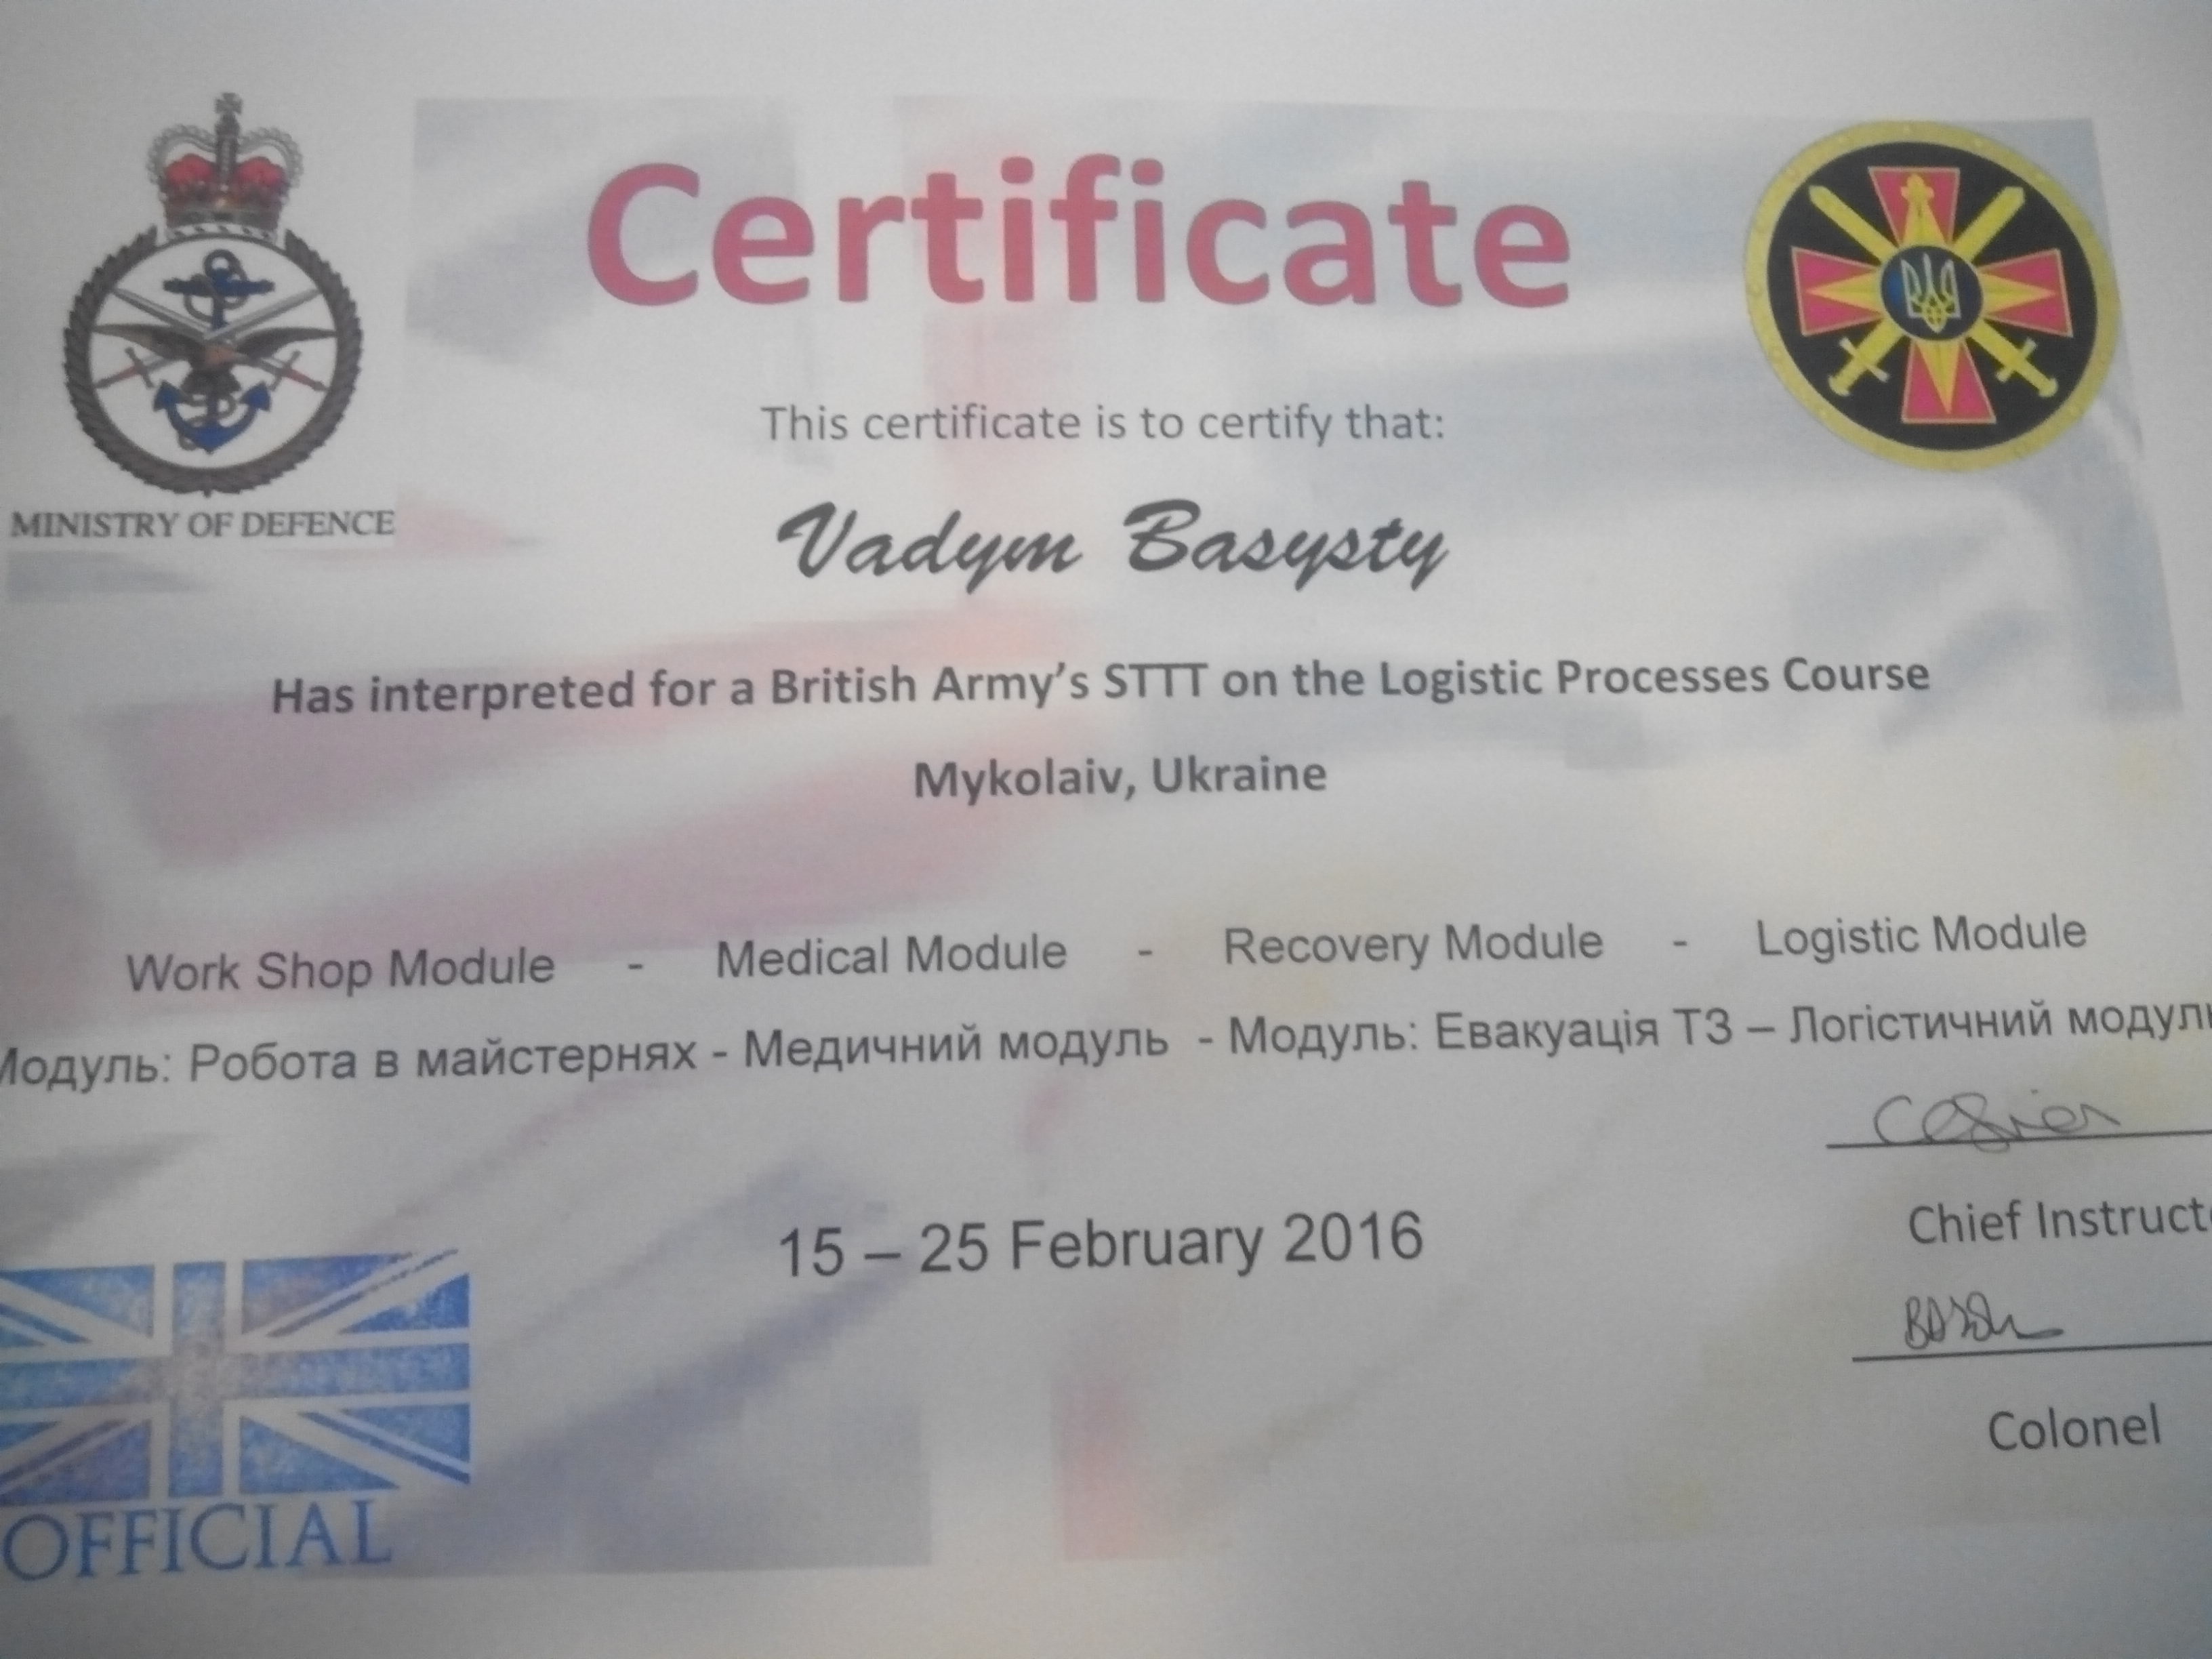 Certificate
This certificate is to certify that:
MINISTRY OF DEFENCE
Vadym Basysty
Has interpreted for a British Army's STTT on the Logistic Processes Course
Mykolaiv, Ukraine
Work Shop Module - Medical Module - Recovery Module - Logistic Module
Модуль: Робота в майстернях - Медичний модуль - Модуль: Евакуація ТЗ – Логістичний модуль
15 – 25 February 2016
Chief Instructo
Colonel
OFFICIAL